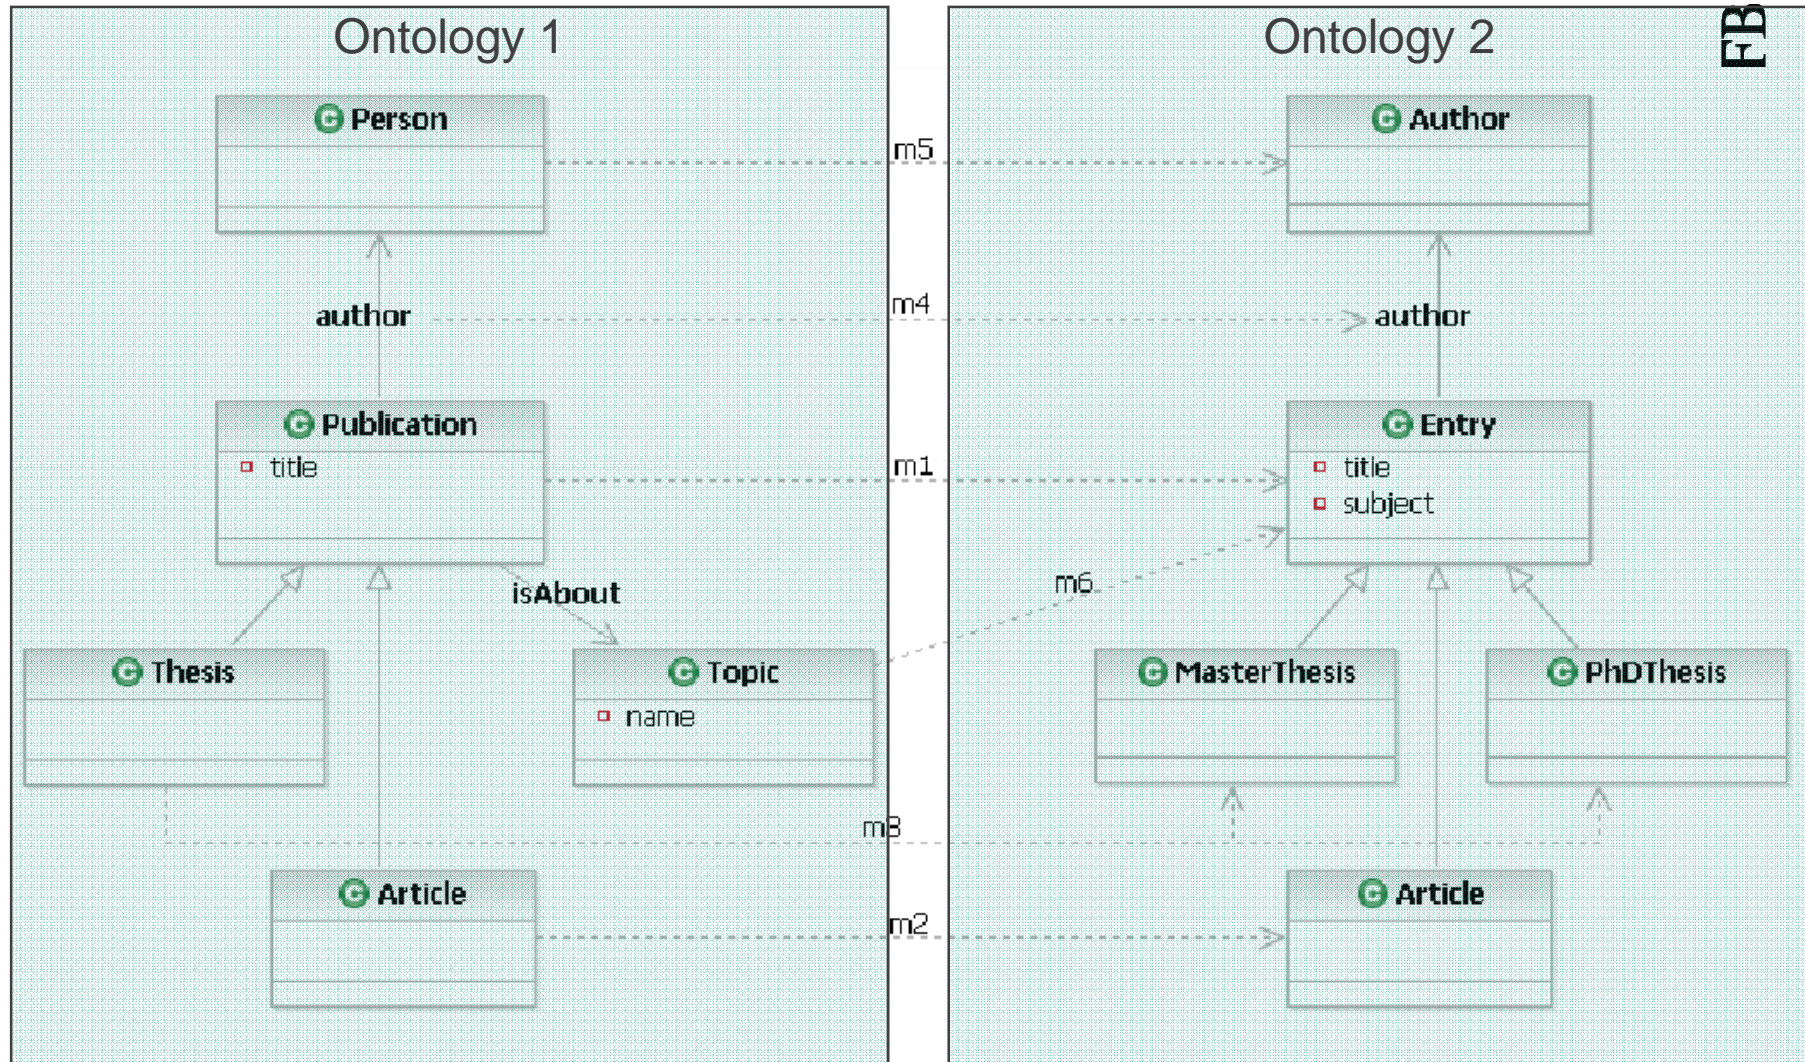 Ontology 1
Person
author
Publication
title
isAbout
Thesis
Topic
name
Article
m5
m4
m1
m6
m3
m2
Ontology 2
FB
Author
author
Entry
title
subject
MasterThesis
PhDThesis
Article